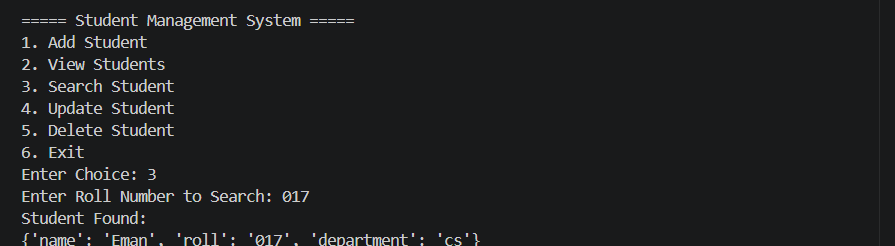 ===== Student Management System =====
1. Add Student
2. View Students
3. Search Student
4. Update Student
5. Delete Student
6. Exit
Enter Choice: 3
Enter Roll Number to Search: 017
Student Found:
{'name': 'Eman', 'roll': '017', 'department': 'cs'}